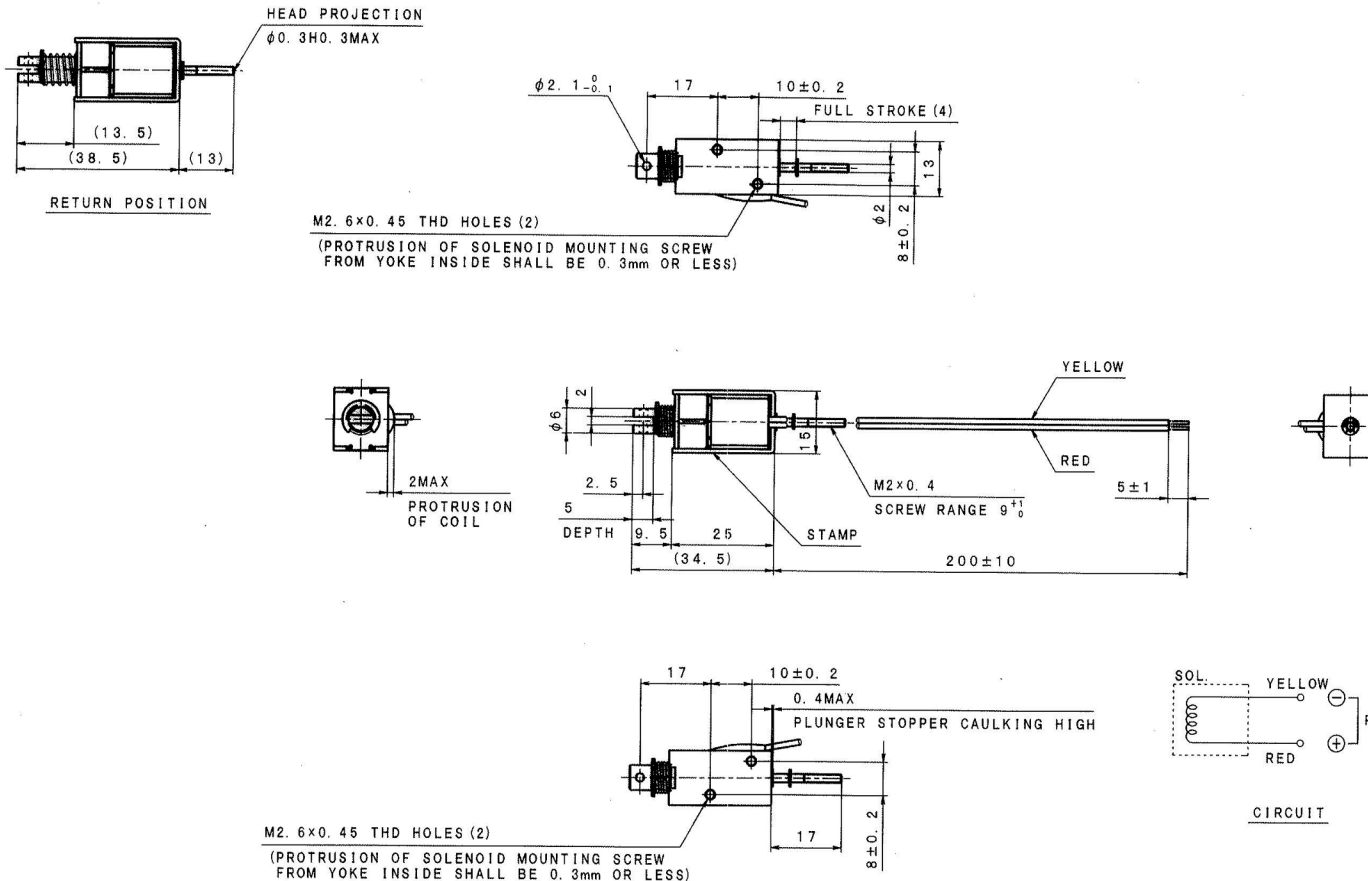 HEAD PROJECTION
φ0.3H0.3MAX
(13.5)
(38.5)
(13)
RETURN POSITION
φ2.1 0 -0.1
17
10±0.2
FULL STROKE(4)
13
φ2
8±0.2
M2.6×0.45 THD HOLES(2)
(PROTRUSION OF SOLENOID MOUNTING SCREW
FROM YOKE INSIDE SHALL BE 0.3mm OR LESS)
2MAX
PROTRUSION
OF COIL
φ6
2
2.5
5
DEPTH
9.5
25
(34.5)
15
STAMP
M2×0.4
SCREW RANGE 9 +1 0
YELLOW
RED
5±1
200±10
17
10±0.2
0.4MAX
PLUNGER STOPPER CAULKING HIGH
17
8±0.2
M2.6×0.45 THD HOLES(2)
(PROTRUSION OF SOLENOID MOUNTING SCREW
FROM YOKE INSIDE SHALL BE 0.3mm OR LESS)
SOL.
YELLOW
−
RED
+
CIRCUIT